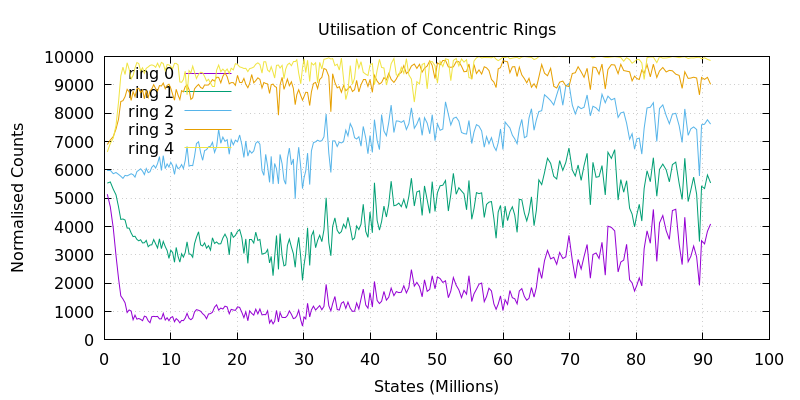 Utilisation of Concentric Rings
Normalised Counts
10000
9000
8000
7000
6000
5000
4000
3000
2000
1000
0
ring 0
ring 1
ring 2
ring 3
ring 4
0 10 20 30 40 50 60 70 80 90 100
States (Millions)